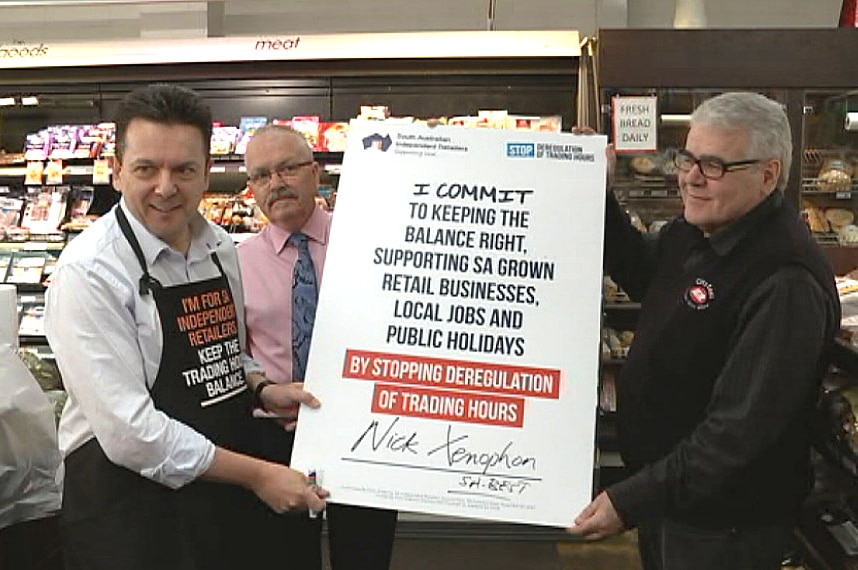 meat
FRESH
BREAD
DAILY
South Australian
Independent Retailers
STOP DEREGULATION
OF TRADING HOURS
I COMMIT
TO KEEPING THE
BALANCE RIGHT,
SUPPORTING SA GROWN
RETAIL BUSINESSES,
LOCAL JOBS AND
PUBLIC HOLIDAYS
BY STOPPING DEREGULATION
OF TRADING HOURS
Nick Xenophon
SA-BEST
I'M FOR SA
INDEPENDENT
RETAILERS
KEEP THE
TRADING HOURS
BALANCE